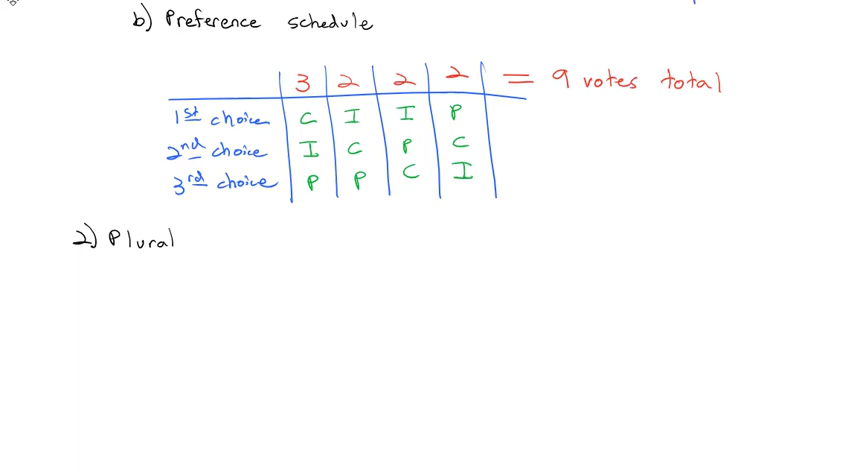 b) Preference schedule
3 2 2 2 = 9 votes total
1st choice C I I P
2nd choice I C P C
3rd choice P P C I
2) Plural